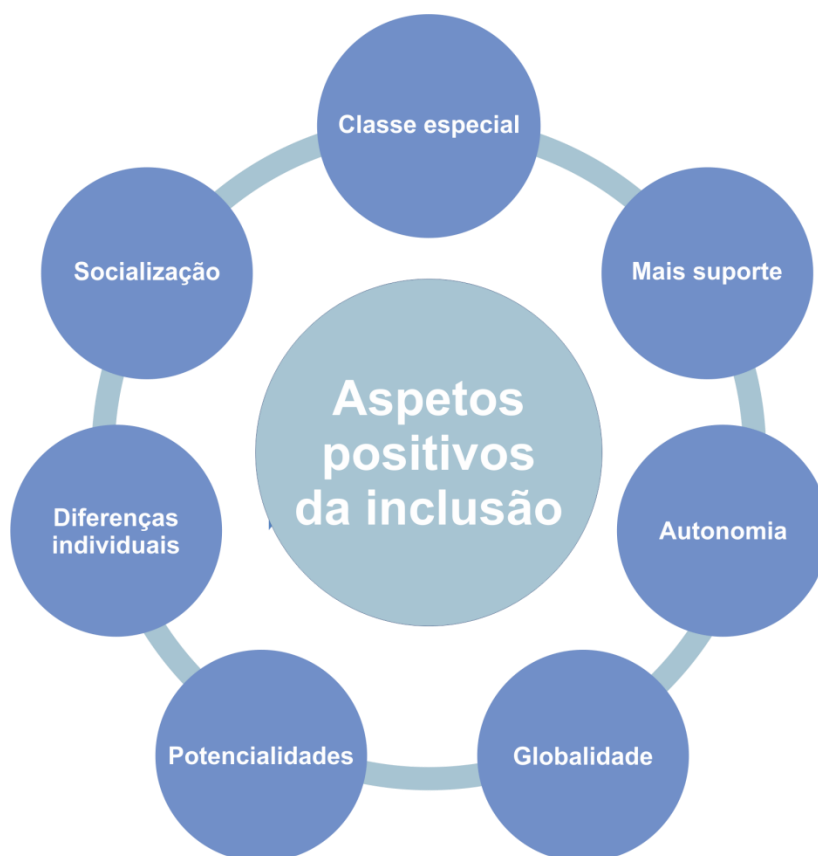 Classe especial
Mais suporte
Autonomia
Globalidade
Potencialidades
Diferenças
individuais
Socialização
Aspetos
positivos
da inclusão